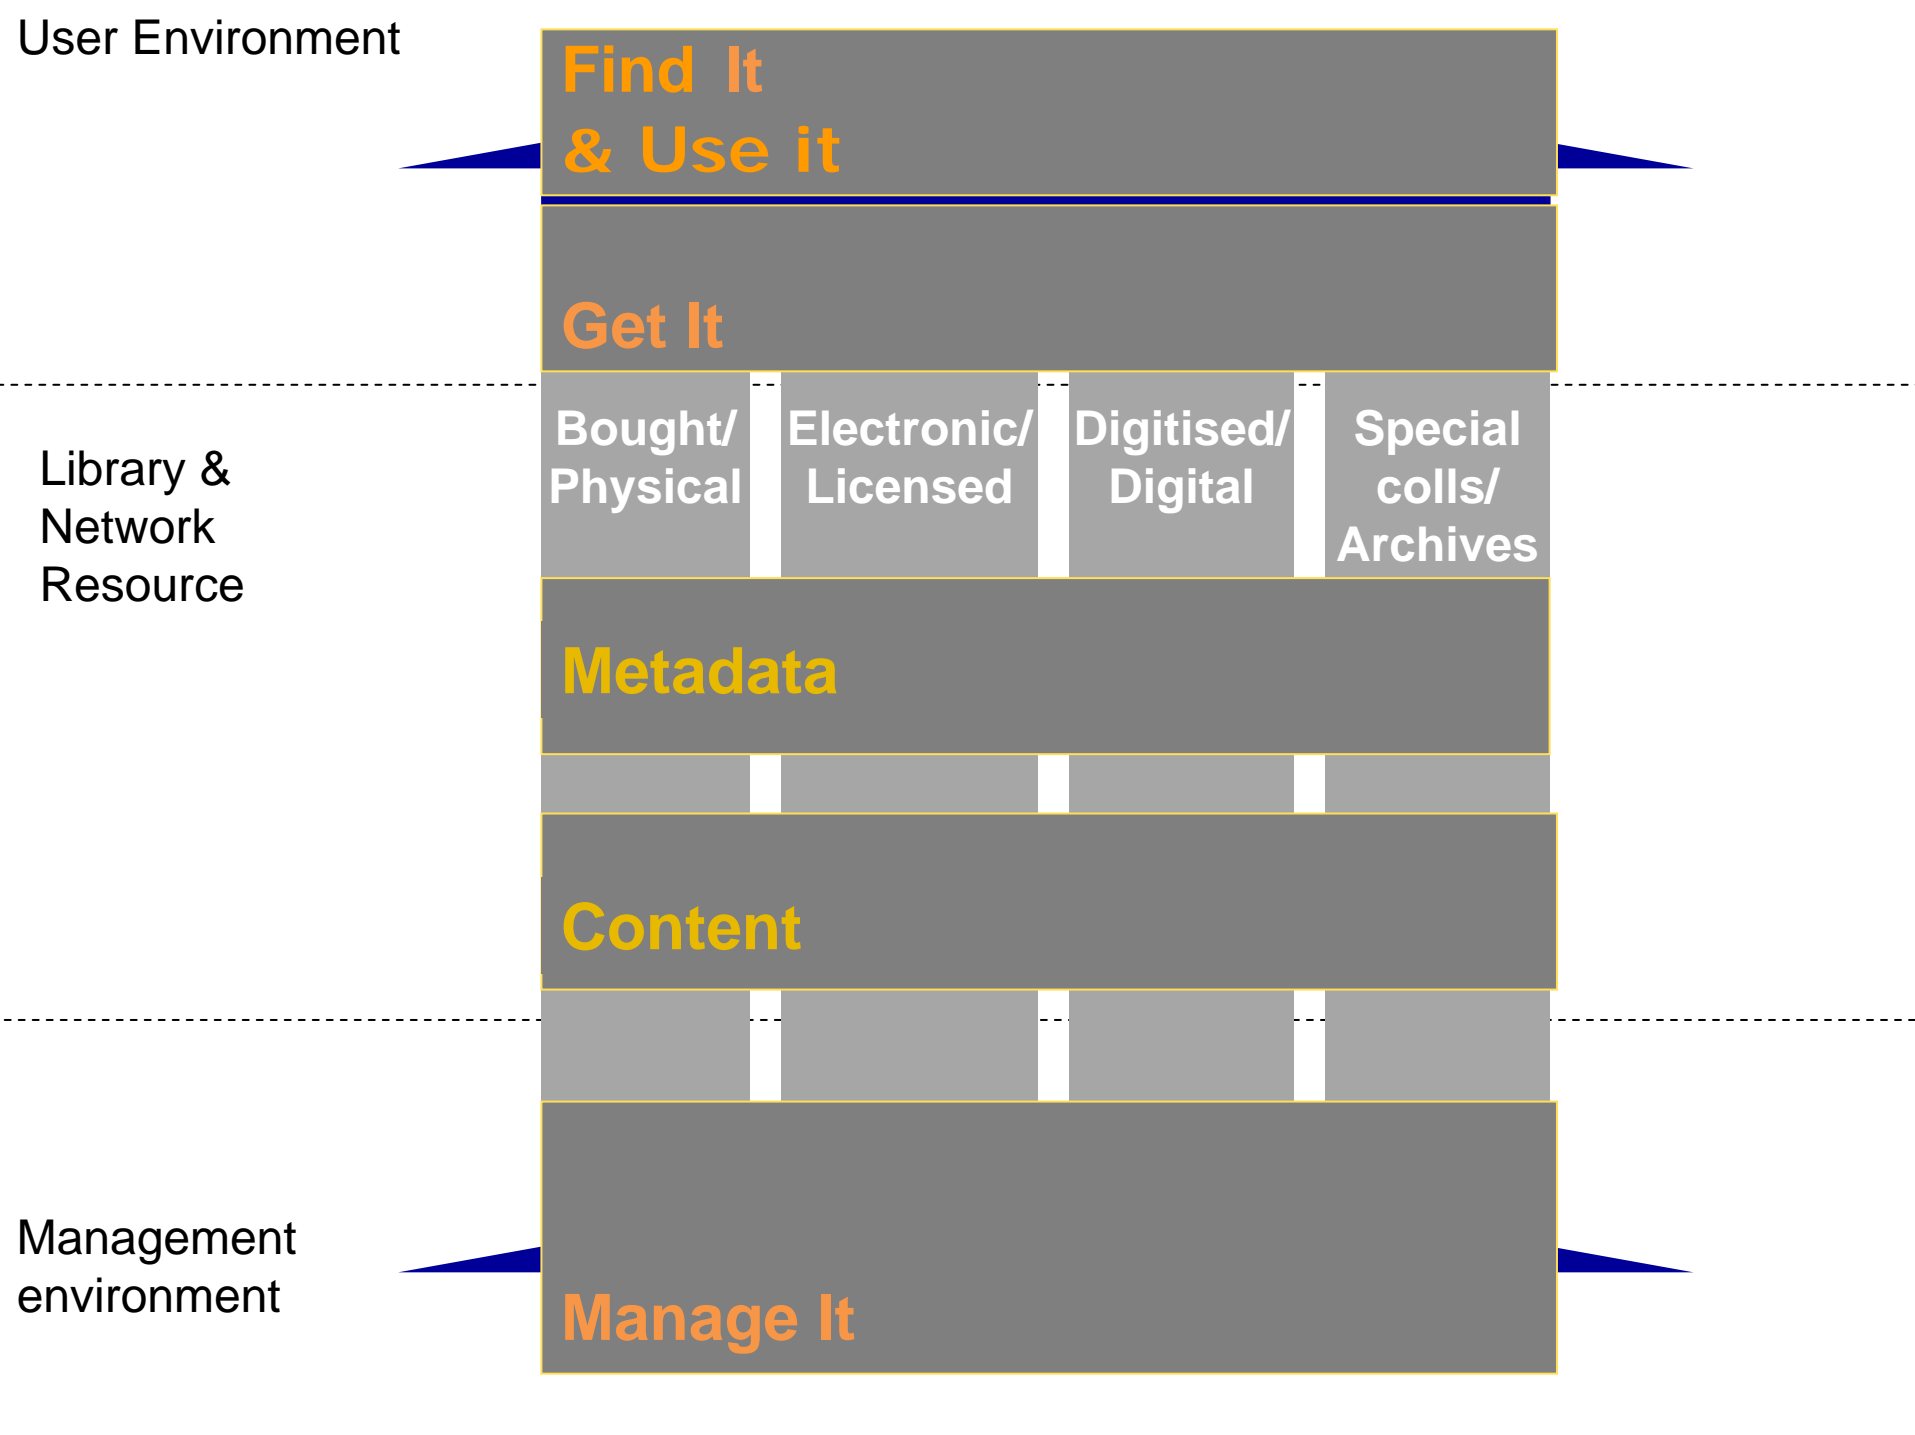 User Environment
Find It
& Use it
Get It
Bought/
Physical
Electronic/
Licensed
Digitised/
Digital
Special
colls/
Archives
Library &
Network
Resource
Metadata
Content
Management
environment
Manage It